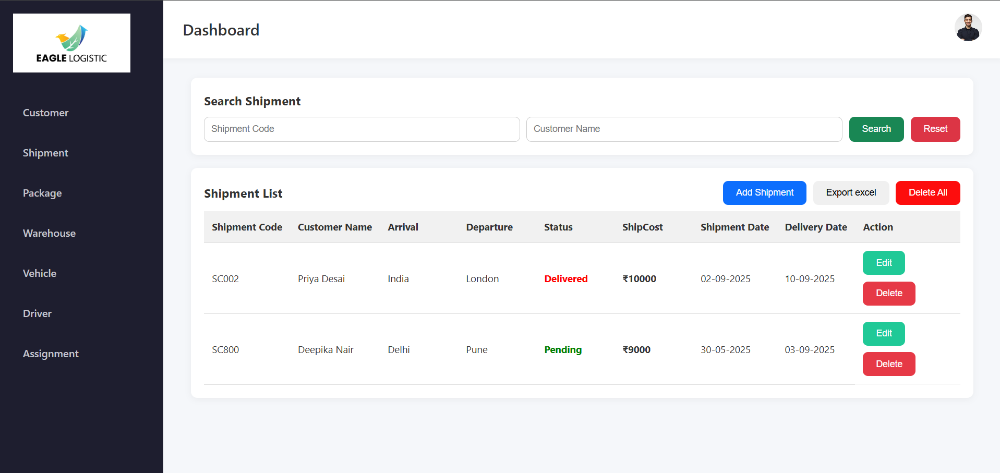 EAGLE LOGISTIC
Customer
Shipment
Package
Warehouse
Vehicle
Driver
Assignment
Dashboard
Search Shipment
Shipment Code Customer Name Search Reset
Shipment List Add Shipment Export excel Delete All
Shipment Code Customer Name Arrival Departure Status ShipCost Shipment Date Delivery Date Action
SC002 Priya Desai India London Delivered ₹10000 02-09-2025 10-09-2025 Edit
Delete
SC800 Deepika Nair Delhi Pune Pending ₹9000 30-05-2025 03-09-2025 Edit
Delete